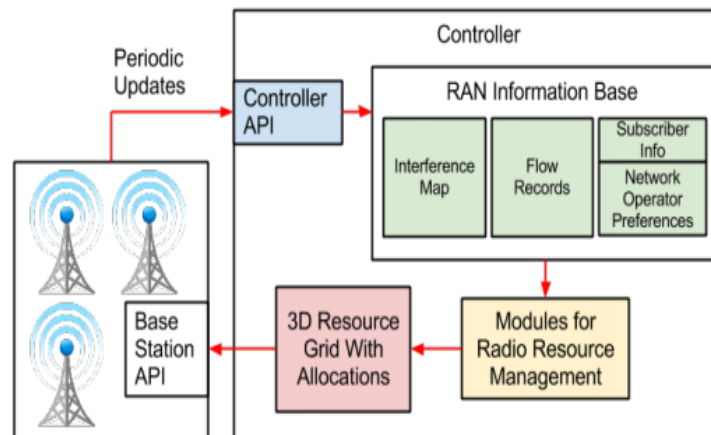 Controller
Periodic
Updates
Controller
API
RAN Information Base
Interference
Map
Flow
Records
Subscriber
Info
Network
Operator
Preferences
Base
Station
API
3D Resource
Grid With
Allocations
Modules for
Radio Resource
Management